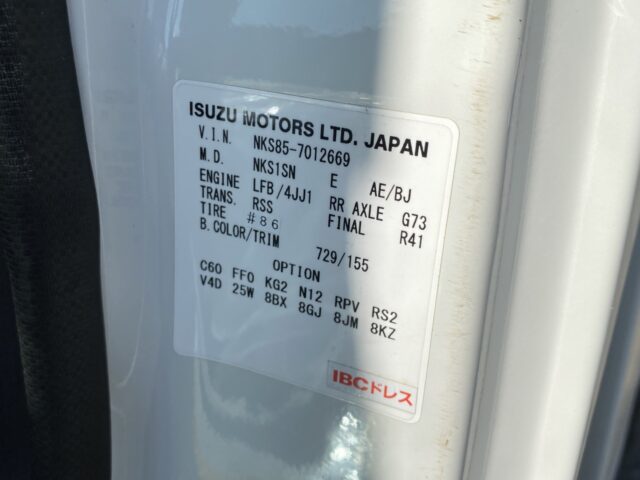 ISUZU MOTORS LTD. JAPAN
V.I.N. NKS85-7012669
M.D. NKS1SN E AE/BJ
ENGINE LFB/4JJ1 RR AXLE G73
TRANS. RSS FINAL R41
TIRE #86
B.COLOR/TRIM 729/155
OPTION
C60 FFO KG2 N12 RPV RS2
V4D 25W 8BX 8GJ 8JM 8KZ
IBCドレス